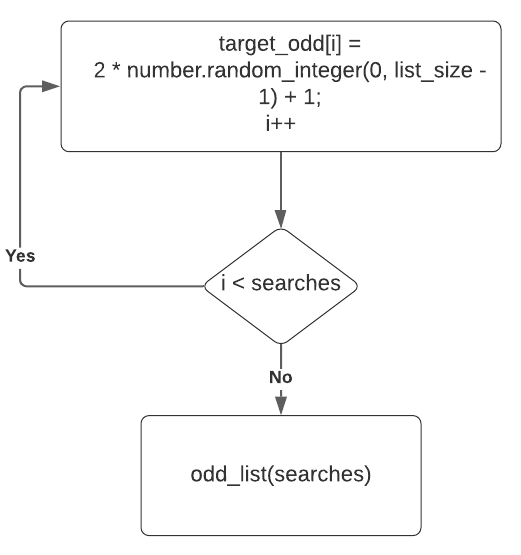 target_odd[i] =
2 * number.random_integer(0, list_size -
1) + 1;
i++
Yes
i < searches
No
odd_list(searches)